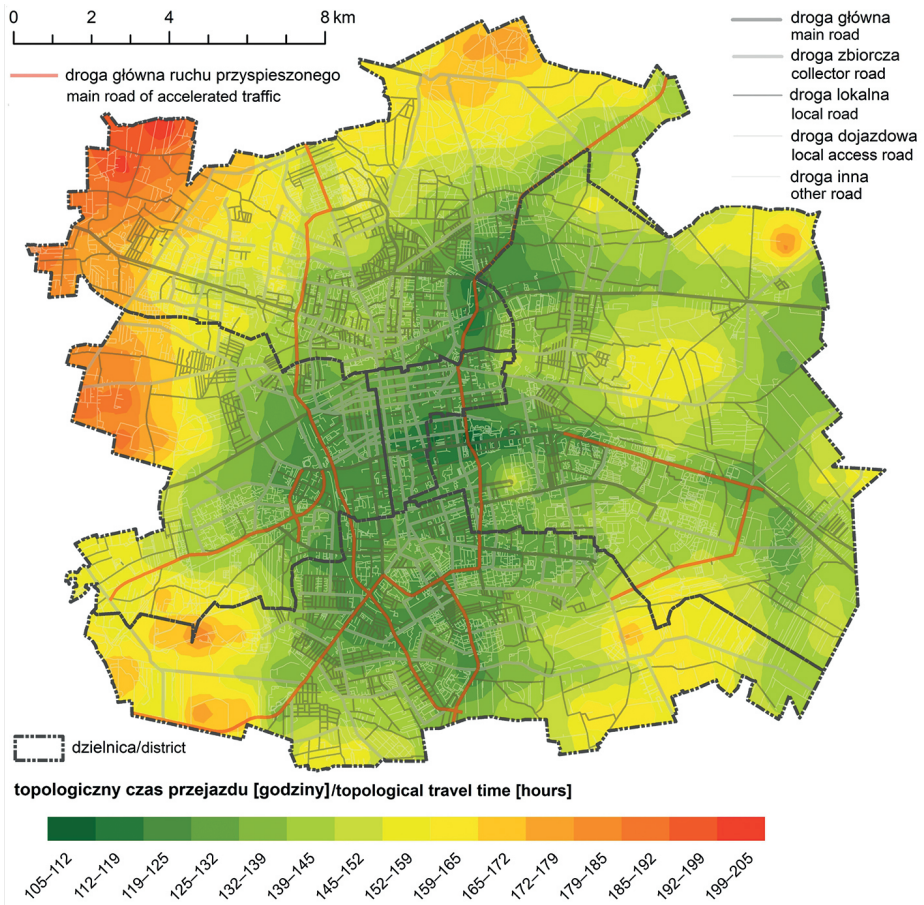 0 2 4 8 km
droga główna ruchu przyspieszonego
main road of accelerated traffic
droga główna
main road
droga zbiorcza
collector road
droga lokalna
local road
droga dojazdowa
local access road
droga inna
other road
dzielnica/district
topologiczny czas przejazdu [godziny]/topological travel time [hours]
105–112
112–119
119–125
125–132
132–139
139–145
145–152
152–159
159–165
165–172
172–179
179–185
185–192
192–199
199–205